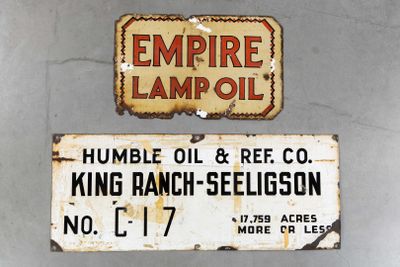 EMPIRE
LAMP OIL
HUMBLE OIL & REF. CO.
KING RANCH-SEELIGSON
NO. C-17
17,759 ACRES
MORE OR LESS